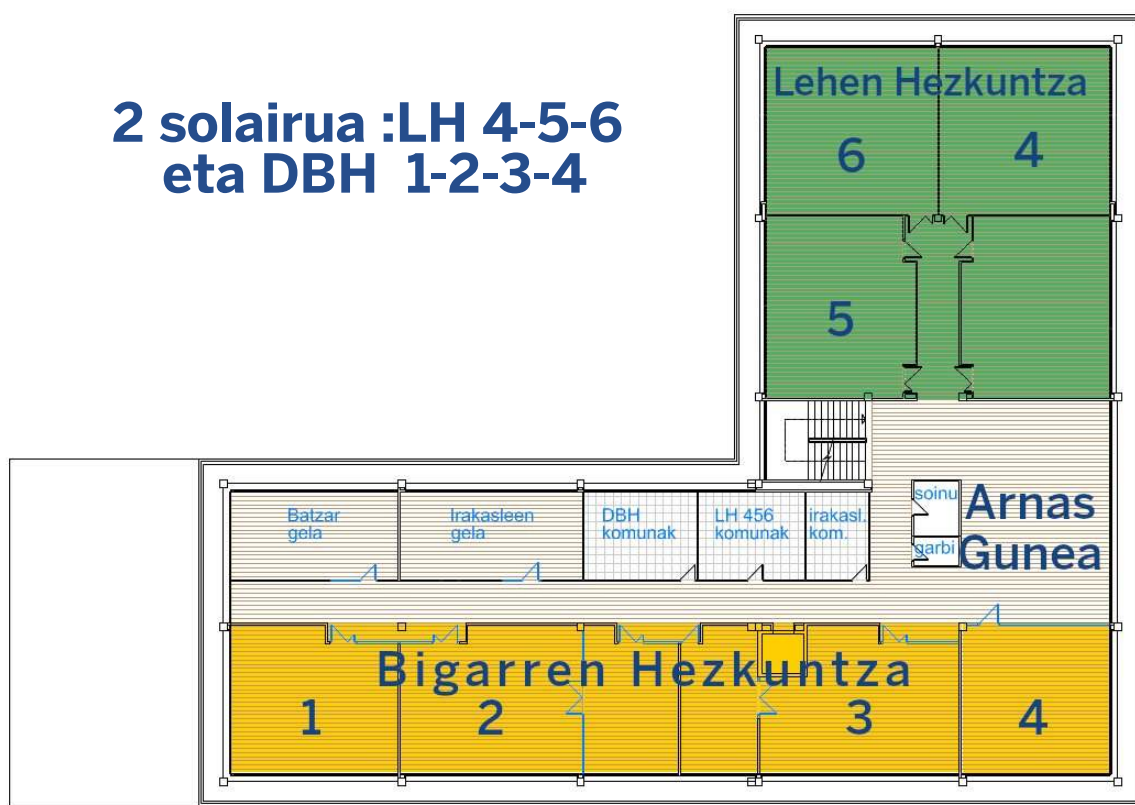 2 solairua :LH 4-5-6
eta DBH 1-2-3-4
Lehen Hezkuntza
6
4
5
soinu
Arnas
garbi
Gunea
Batzar
gela
Irakasleen
gela
DBH
komunak
LH 456
komunak
irakasl.
kom.
Bigarren Hezkuntza
1
2
3
4